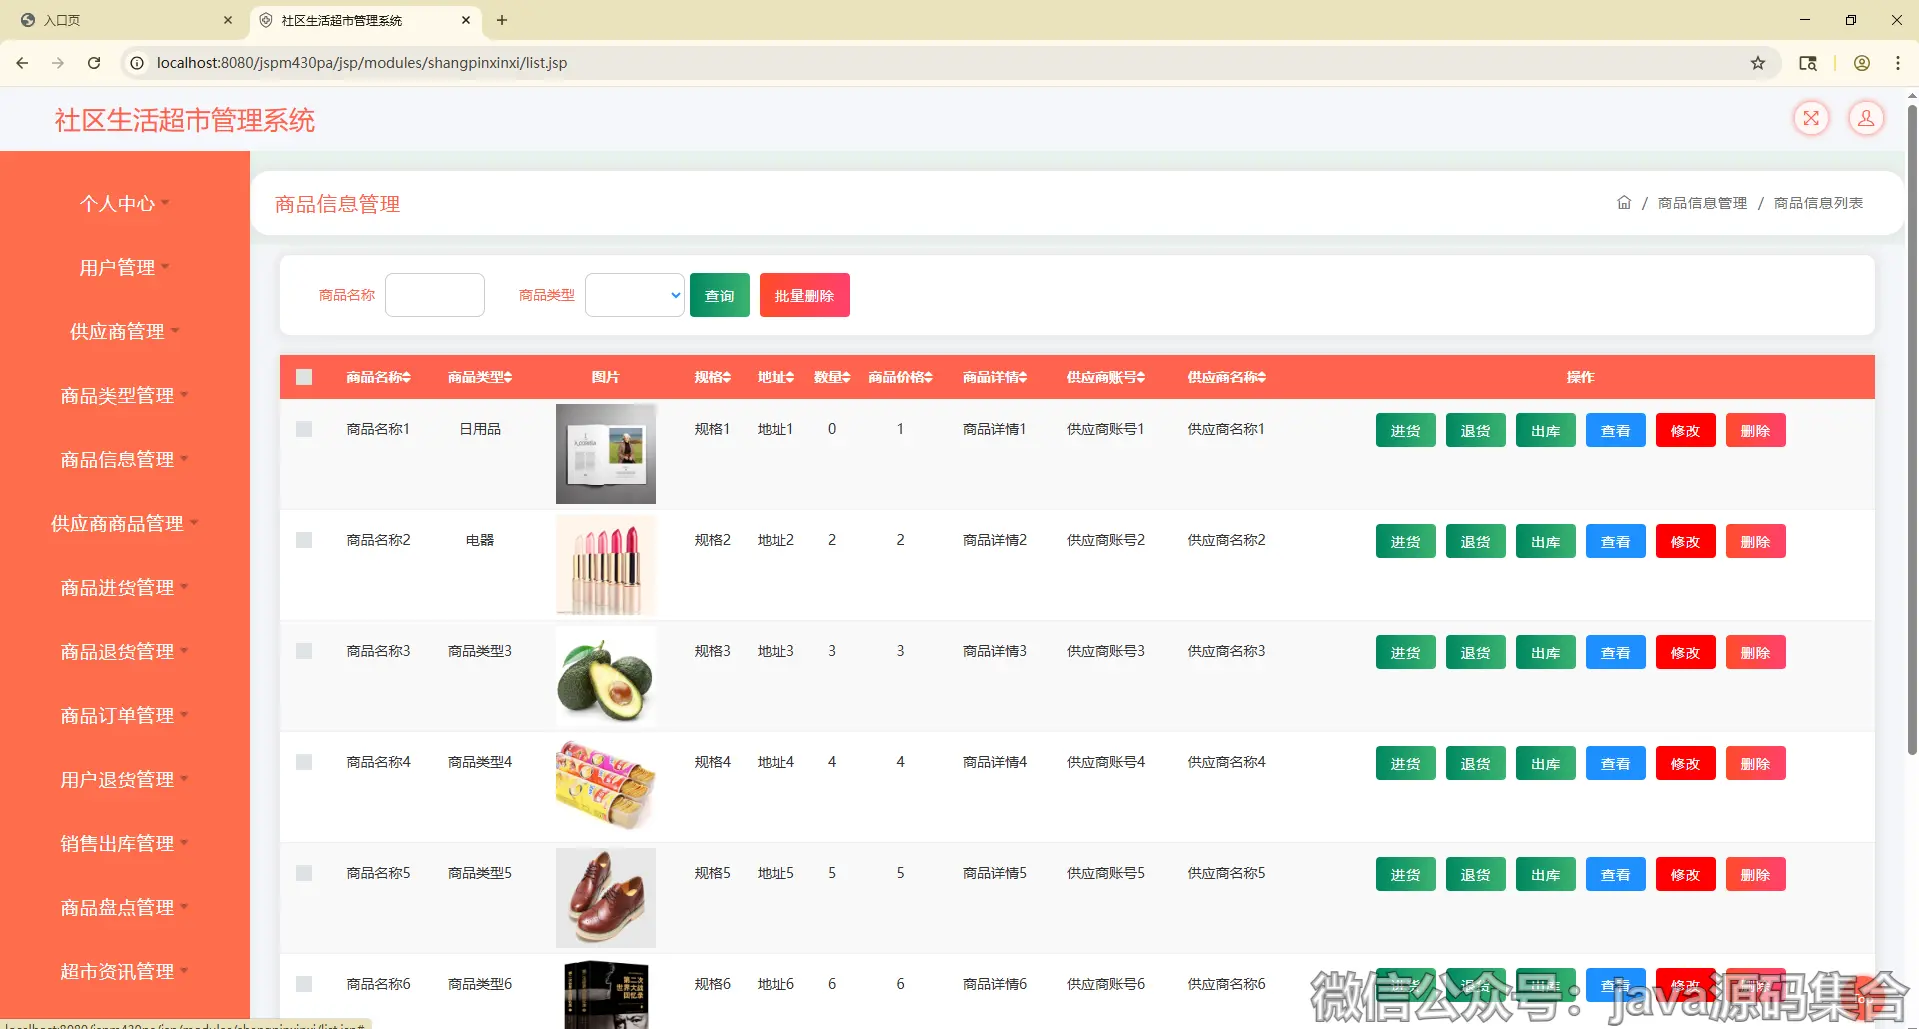 入口页
社区生活超市管理系统
localhost:8080/jspm430pa/jsp/modules/shangpinxinxi/list.jsp
社区生活超市管理系统
个人中心
用户管理
供应商管理
商品类型管理
商品信息管理
供应商商品管理
商品进货管理
商品退货管理
商品订单管理
用户退货管理
销售出库管理
商品盘点管理
超市资讯管理
商品信息管理
/ 商品信息管理 / 商品信息列表
商品名称 商品类型 查询 批量删除
商品名称 商品类型 图片 规格 地址 数量 商品价格 商品详情 供应商账号 供应商名称 操作
商品名称1 日用品 规格1 地址1 0 1 商品详情1 供应商账号1 供应商名称1 进货 退货 出库 查看 修改 删除
商品名称2 电器 规格2 地址2 2 2 商品详情2 供应商账号2 供应商名称2 进货 退货 出库 查看 修改 删除
商品名称3 商品类型3 规格3 地址3 3 3 商品详情3 供应商账号3 供应商名称3 进货 退货 出库 查看 修改 删除
商品名称4 商品类型4 规格4 地址4 4 4 商品详情4 供应商账号4 供应商名称4 进货 退货 出库 查看 修改 删除
商品名称5 商品类型5 规格5 地址5 5 5 商品详情5 供应商账号5 供应商名称5 进货 退货 出库 查看 修改 删除
商品名称6 商品类型6 规格6 地址6 6 6 商品详情6 供应商账号6 供应商名称6 进货 退货 出库 查看 修改 删除
第二次
世界大战
回忆录
微信公众号：java源码集合
Top
localhost:8080/jspm430pa/jsp/modules/shangpinxinxi/list.jsp#